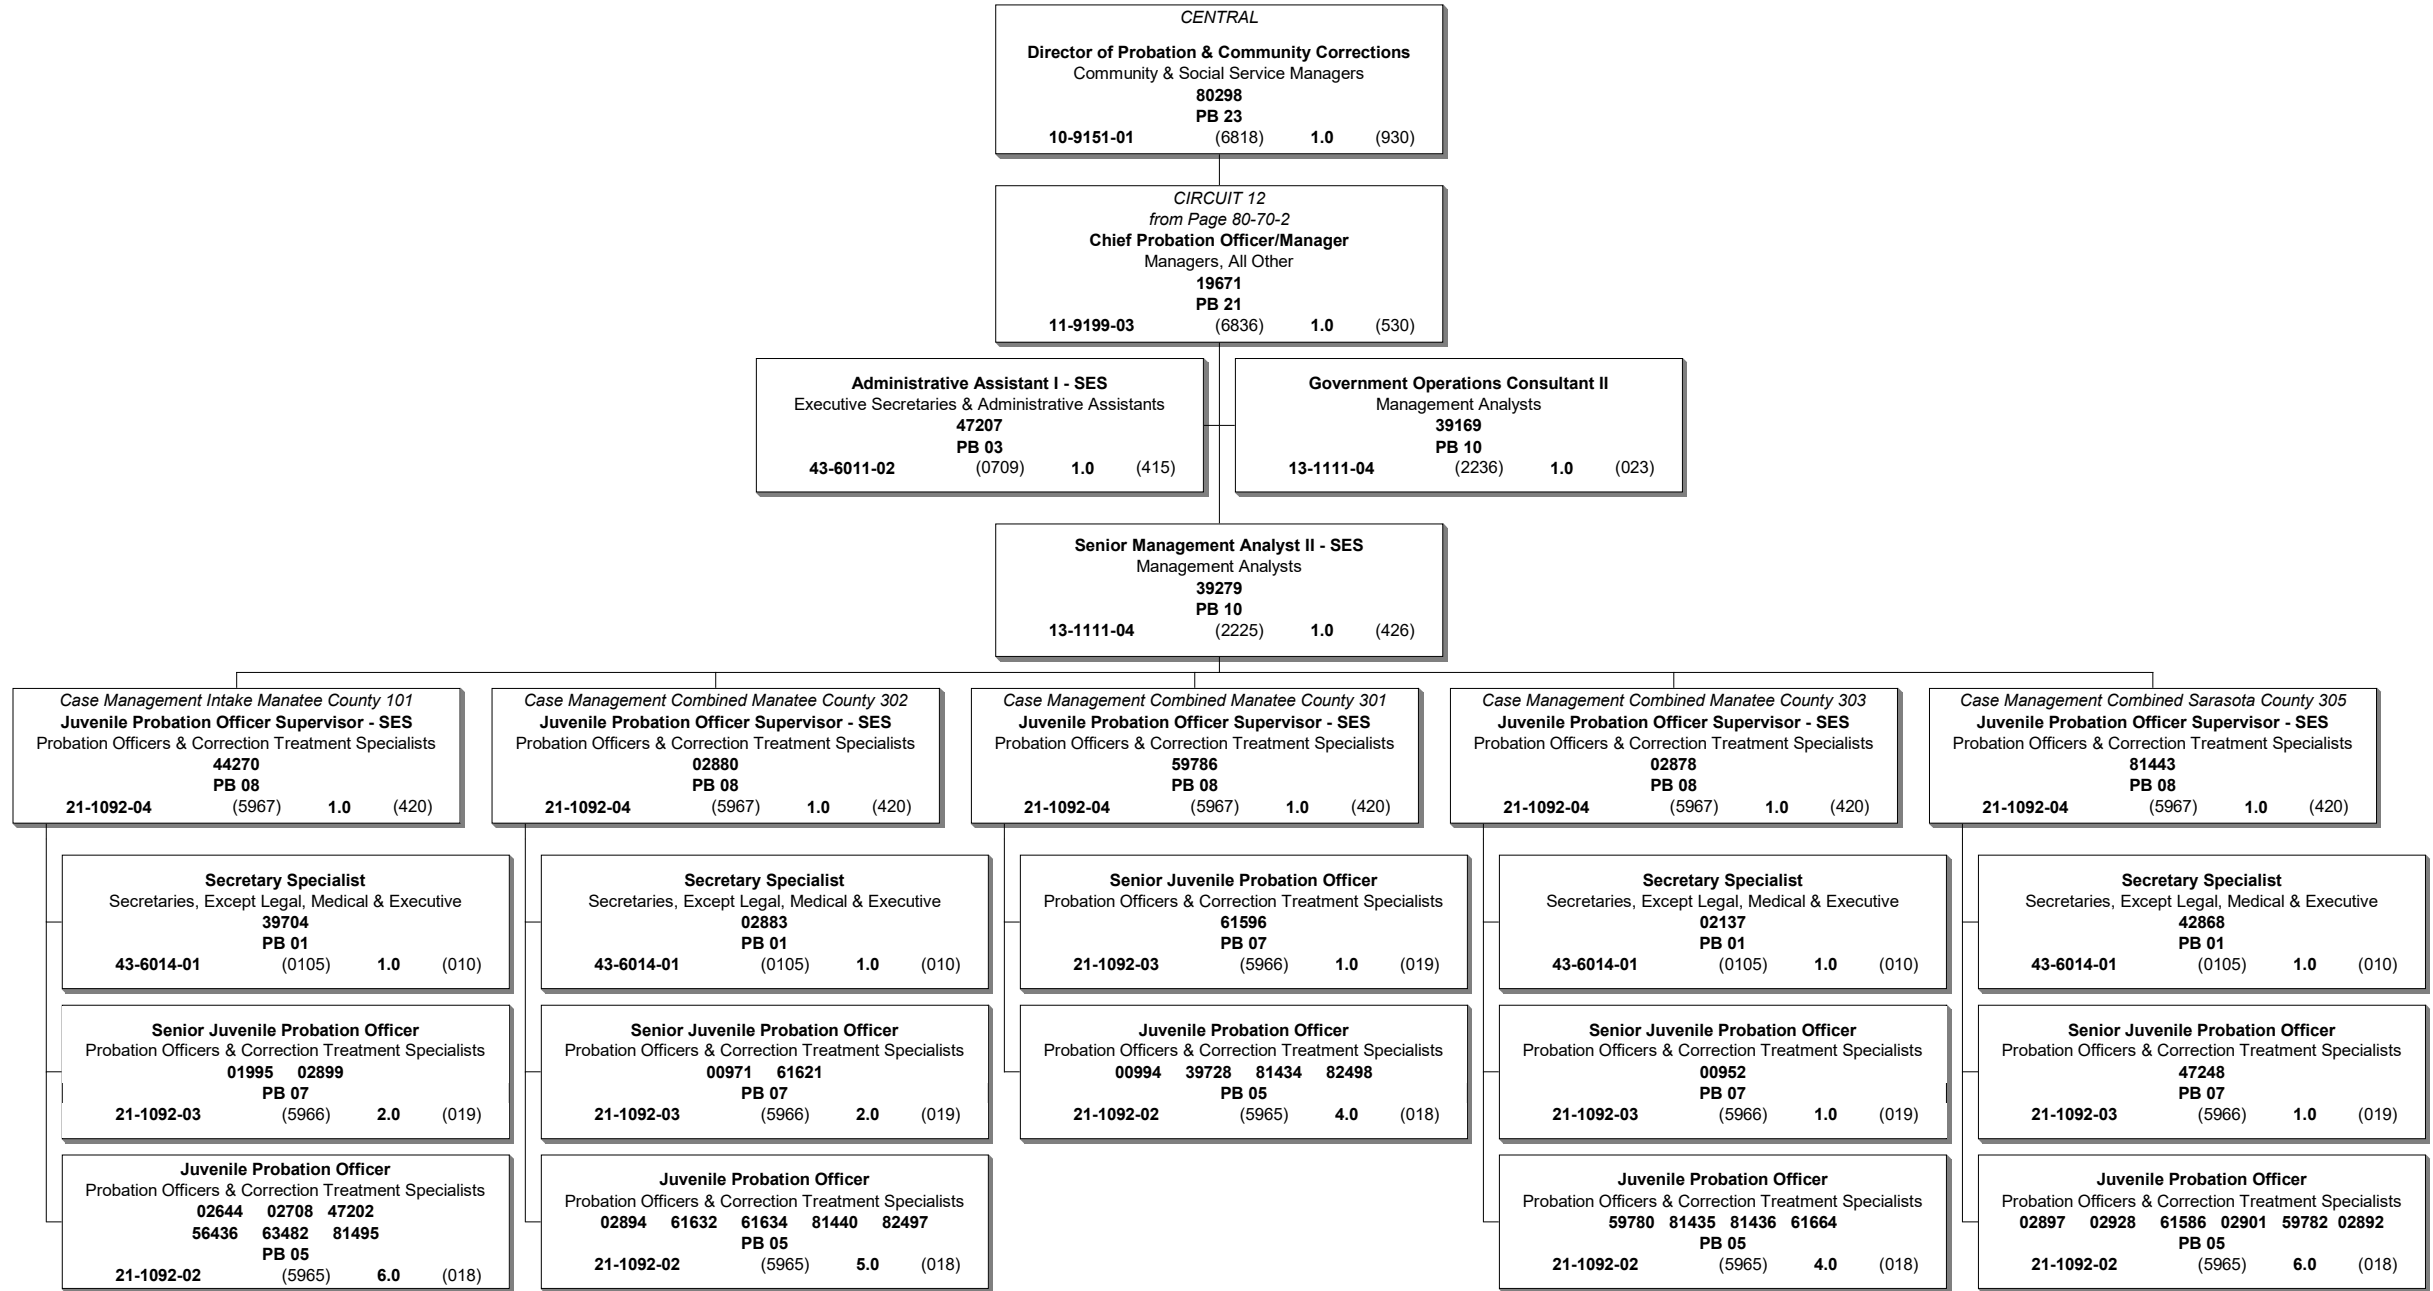 CENTRAL
Director of Probation & Community Corrections
Community & Social Service Managers
80298
PB 23
10-9151-01 (6818) 1.0 (930)
CIRCUIT 12
from Page 80-70-2
Chief Probation Officer/Manager
Managers, All Other
19671
PB 21
11-9199-03 (6836) 1.0 (530)
Administrative Assistant I - SES
Executive Secretaries & Administrative Assistants
47207
PB 03
43-6011-02 (0709) 1.0 (415)
Government Operations Consultant II
Management Analysts
39169
PB 10
13-1111-04 (2236) 1.0 (023)
Senior Management Analyst II - SES
Management Analysts
39279
PB 10
13-1111-04 (2225) 1.0 (426)
Case Management Intake Manatee County 101
Juvenile Probation Officer Supervisor - SES
Probation Officers & Correction Treatment Specialists
44270
PB 08
21-1092-04 (5967) 1.0 (420)
Secretary Specialist
Secretaries, Except Legal, Medical & Executive
39704
PB 01
43-6014-01 (0105) 1.0 (010)
Senior Juvenile Probation Officer
Probation Officers & Correction Treatment Specialists
01995 02899
PB 07
21-1092-03 (5966) 2.0 (019)
Juvenile Probation Officer
Probation Officers & Correction Treatment Specialists
02644 02708 47202
56436 63482 81495
PB 05
21-1092-02 (5965) 6.0 (018)
Case Management Combined Manatee County 302
Juvenile Probation Officer Supervisor - SES
Probation Officers & Correction Treatment Specialists
02880
PB 08
21-1092-04 (5967) 1.0 (420)
Secretary Specialist
Secretaries, Except Legal, Medical & Executive
02883
PB 01
43-6014-01 (0105) 1.0 (010)
Senior Juvenile Probation Officer
Probation Officers & Correction Treatment Specialists
00971 61621
PB 07
21-1092-03 (5966) 2.0 (019)
Juvenile Probation Officer
Probation Officers & Correction Treatment Specialists
02894 61632 61634 81440 82497
PB 05
21-1092-02 (5965) 5.0 (018)
Case Management Combined Manatee County 301
Juvenile Probation Officer Supervisor - SES
Probation Officers & Correction Treatment Specialists
59786
PB 08
21-1092-04 (5967) 1.0 (420)
Senior Juvenile Probation Officer
Probation Officers & Correction Treatment Specialists
61596
PB 07
21-1092-03 (5966) 1.0 (019)
Juvenile Probation Officer
Probation Officers & Correction Treatment Specialists
00994 39728 81434 82498
PB 05
21-1092-02 (5965) 4.0 (018)
Case Management Combined Manatee County 303
Juvenile Probation Officer Supervisor - SES
Probation Officers & Correction Treatment Specialists
02878
PB 08
21-1092-04 (5967) 1.0 (420)
Secretary Specialist
Secretaries, Except Legal, Medical & Executive
02137
PB 01
43-6014-01 (0105) 1.0 (010)
Senior Juvenile Probation Officer
Probation Officers & Correction Treatment Specialists
00952
PB 07
21-1092-03 (5966) 1.0 (019)
Juvenile Probation Officer
Probation Officers & Correction Treatment Specialists
59780 81435 81436 61664
PB 05
21-1092-02 (5965) 4.0 (018)
Case Management Combined Sarasota County 305
Juvenile Probation Officer Supervisor - SES
Probation Officers & Correction Treatment Specialists
81443
PB 08
21-1092-04 (5967) 1.0 (420)
Secretary Specialist
Secretaries, Except Legal, Medical & Executive
42868
PB 01
43-6014-01 (0105) 1.0 (010)
Senior Juvenile Probation Officer
Probation Officers & Correction Treatment Specialists
47248
PB 07
21-1092-03 (5966) 1.0 (019)
Juvenile Probation Officer
Probation Officers & Correction Treatment Specialists
02897 02928 61586 02901 59782 02892
PB 05
21-1092-02 (5965) 6.0 (018)